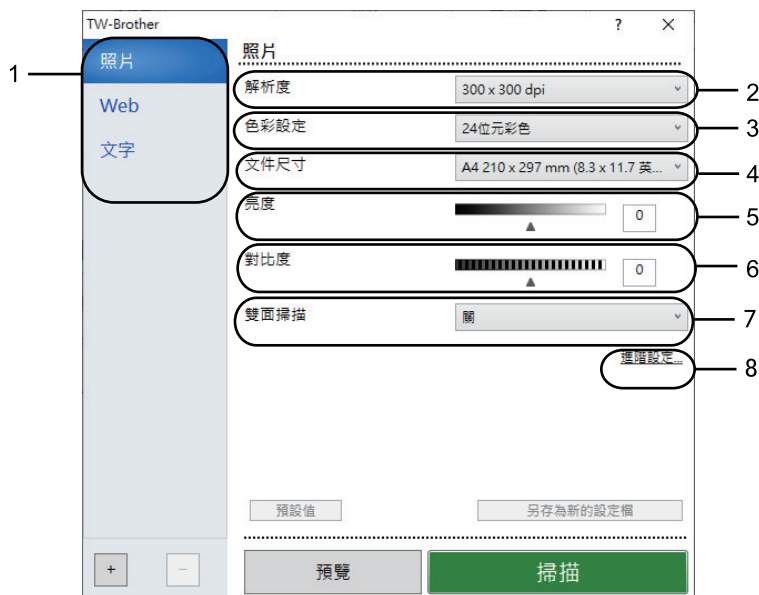 TW-Brother ? ×
照片
Web
文字
照片
解析度 300 x 300 dpi
色彩設定 24位元彩色
文件尺寸 A4 210 x 297 mm (8.3 x 11.7 英...
亮度 0
對比度 0
雙面掃描 關
進階設定...
預設值 另存為新的設定檔
+ − 預覽 掃描
1
2
3
4
5
6
7
8